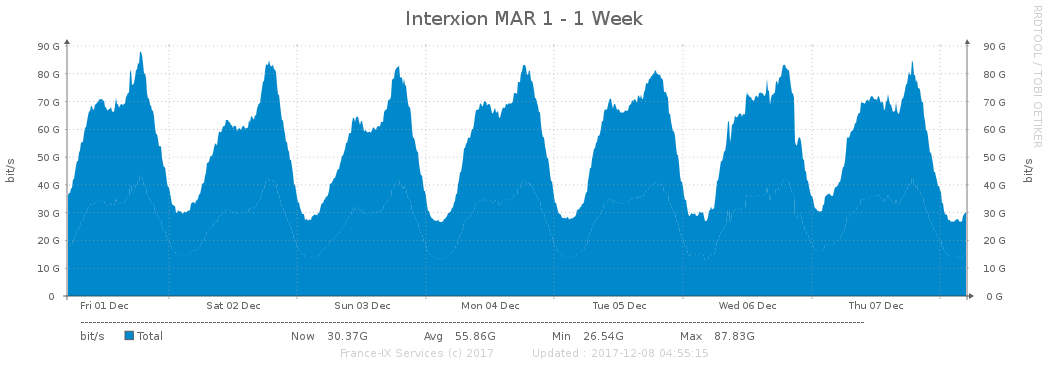 Interxion MAR 1 - 1 Week
RRDTOOL / TOBI OETIKER
bit/s
90 G 90 G
80 G 80 G
70 G 70 G
60 G 60 G
50 G 50 G
40 G 40 G
30 G 30 G
20 G 20 G
10 G 10 G
0 0 G
bit/s
Fri 01 Dec Sat 02 Dec Sun 03 Dec Mon 04 Dec Tue 05 Dec Wed 06 Dec Thu 07 Dec
bit/s Total Now 30.37G Avg 55.86G Min 26.54G Max 87.83G
France-IX Services (c) 2017 Updated : 2017-12-08 04:55:15